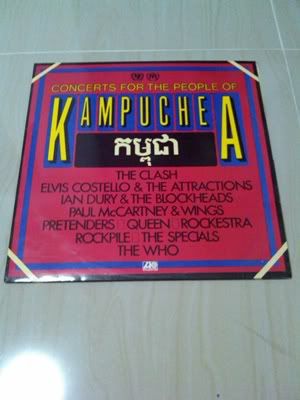 CONCERTS FOR THE PEOPLE OF
KAMPUCHEA
កម្ពុជា
THE CLASH
ELVIS COSTELLO & THE ATTRACTIONS
IAN DURY & THE BLOCKHEADS
PAUL McCARTNEY & WINGS
PRETENDERS QUEEN ROCKESTRA
ROCKPILE THE SPECIALS
THE WHO